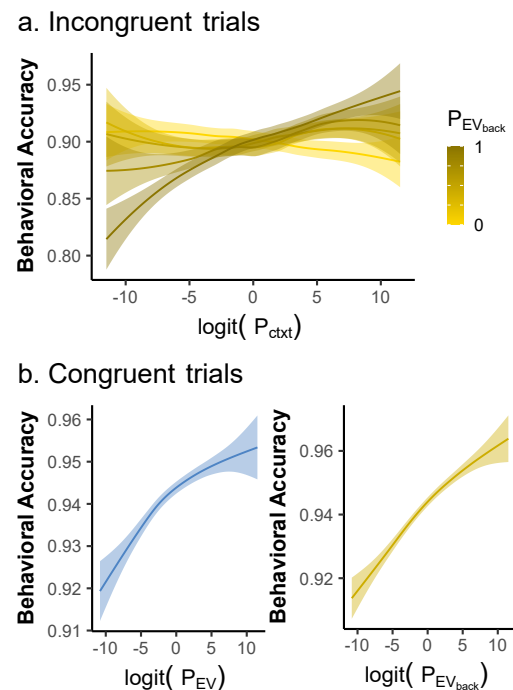 a. Incongruent trials
Behavioral Accuracy
0.95
0.90
0.85
0.80
-10 -5 0 5 10
logit( Pctxt)
PEVback
1
0
b. Congruent trials
Behavioral Accuracy
0.96
0.95
0.94
0.93
0.92
0.91
-10 -5 0 5 10
logit( PEV)
Behavioral Accuracy
0.96
0.94
0.92
-10 -5 0 5 10
logit( PEVback)